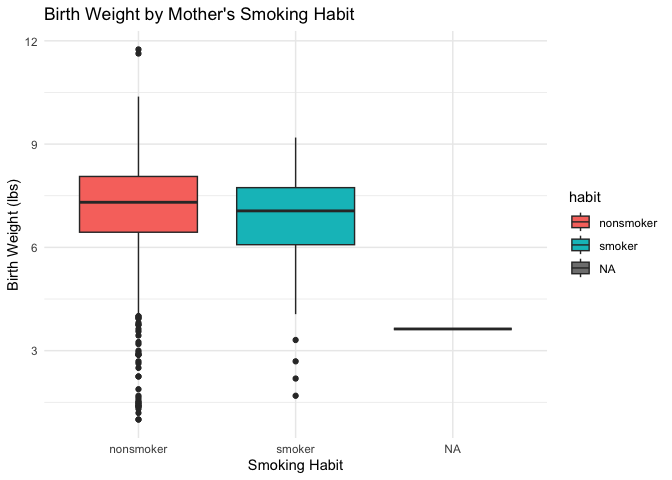 Birth Weight by Mother's Smoking Habit
Birth Weight (lbs)
12
9
6
3
nonsmoker
smoker
NA
Smoking Habit
habit
nonsmoker
smoker
NA